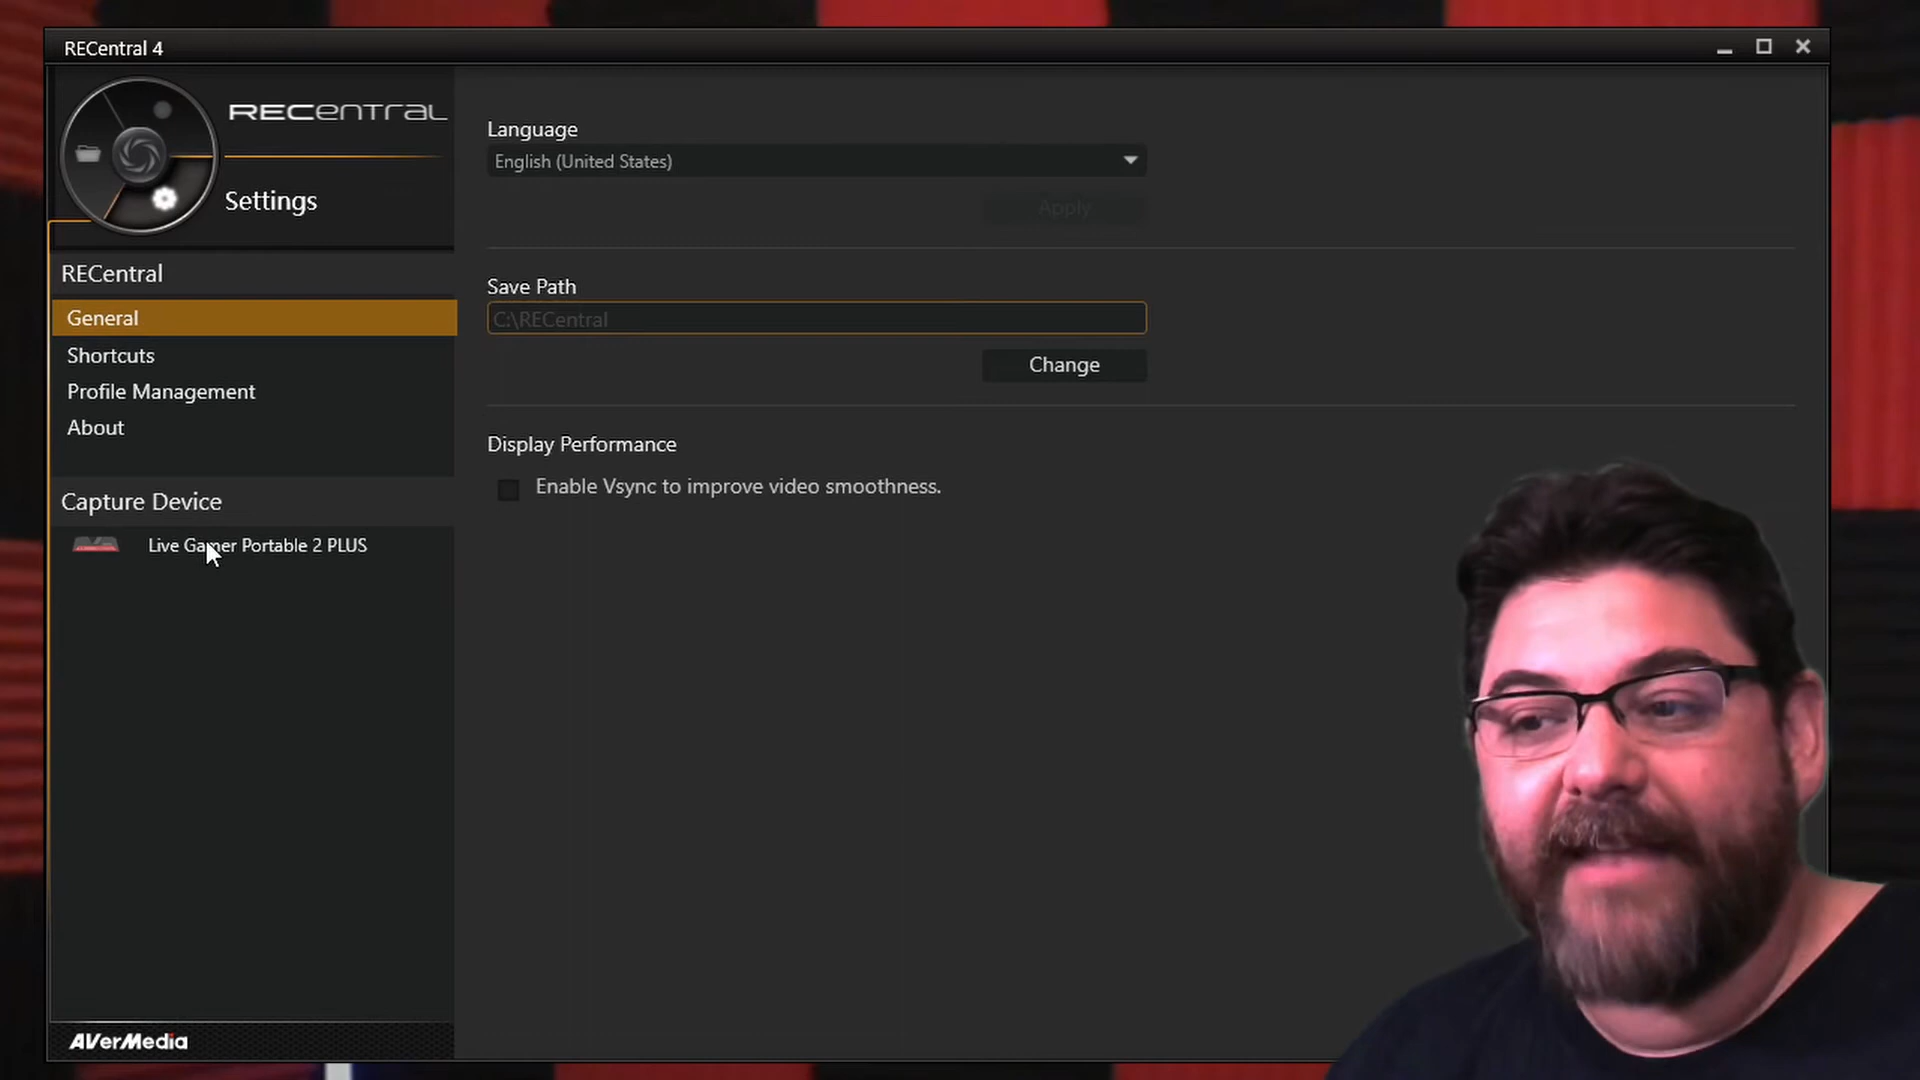 RECentral 4
RECentral
Settings
RECentral
General
Shortcuts
Profile Management
About
Capture Device
Live Gamer Portable 2 PLUS
AVerMedia
Language
English (United States)
Apply
Save Path
C:\RECentral
Change
Display Performance
Enable Vsync to improve video smoothness.